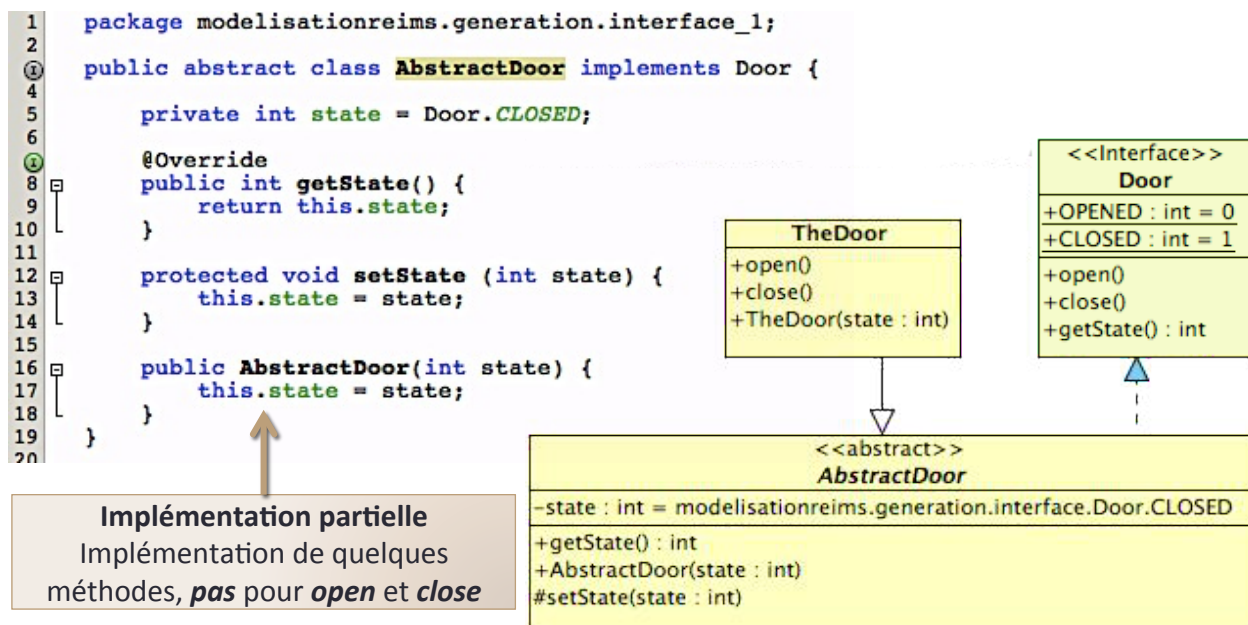 1 package modelisationreims.generation.interface_1;
2
public abstract class AbstractDoor implements Door {
4
5 private int state = Door.CLOSED;
6
@Override
8 public int getState() {
9 return this.state;
10 }
11
12 protected void setState (int state) {
13 this.state = state;
14 }
15
16 public AbstractDoor(int state) {
17 this.state = state;
18 }
19 }
20
Implémentation partielle
Implémentation de quelques
méthodes, pas pour open et close
TheDoor
+open()
+close()
+TheDoor(state : int)
<<Interface>>
Door
+OPENED : int = 0
+CLOSED : int = 1
+open()
+close()
+getState() : int
<<abstract>>
AbstractDoor
-state : int = modelisationreims.generation.interface.Door.CLOSED
+getState() : int
+AbstractDoor(state : int)
#setState(state : int)